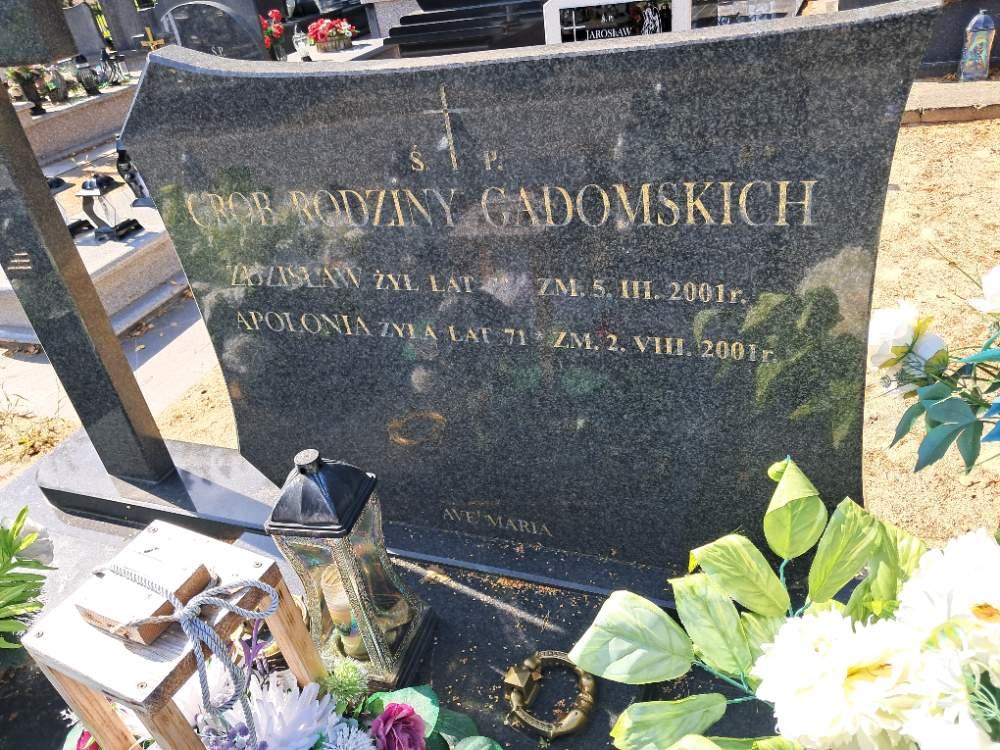 Ś.P.
JAROSŁAW
Ś. P.
GRÓB RODZINY GADOMSKICH
ZDZISŁAW ŻYŁ LAT ZM. 5. III. 2001r.
APOLONIA ŻYŁA LAT 71 ZM. 2. VIII. 2001r.
AVE MARIA